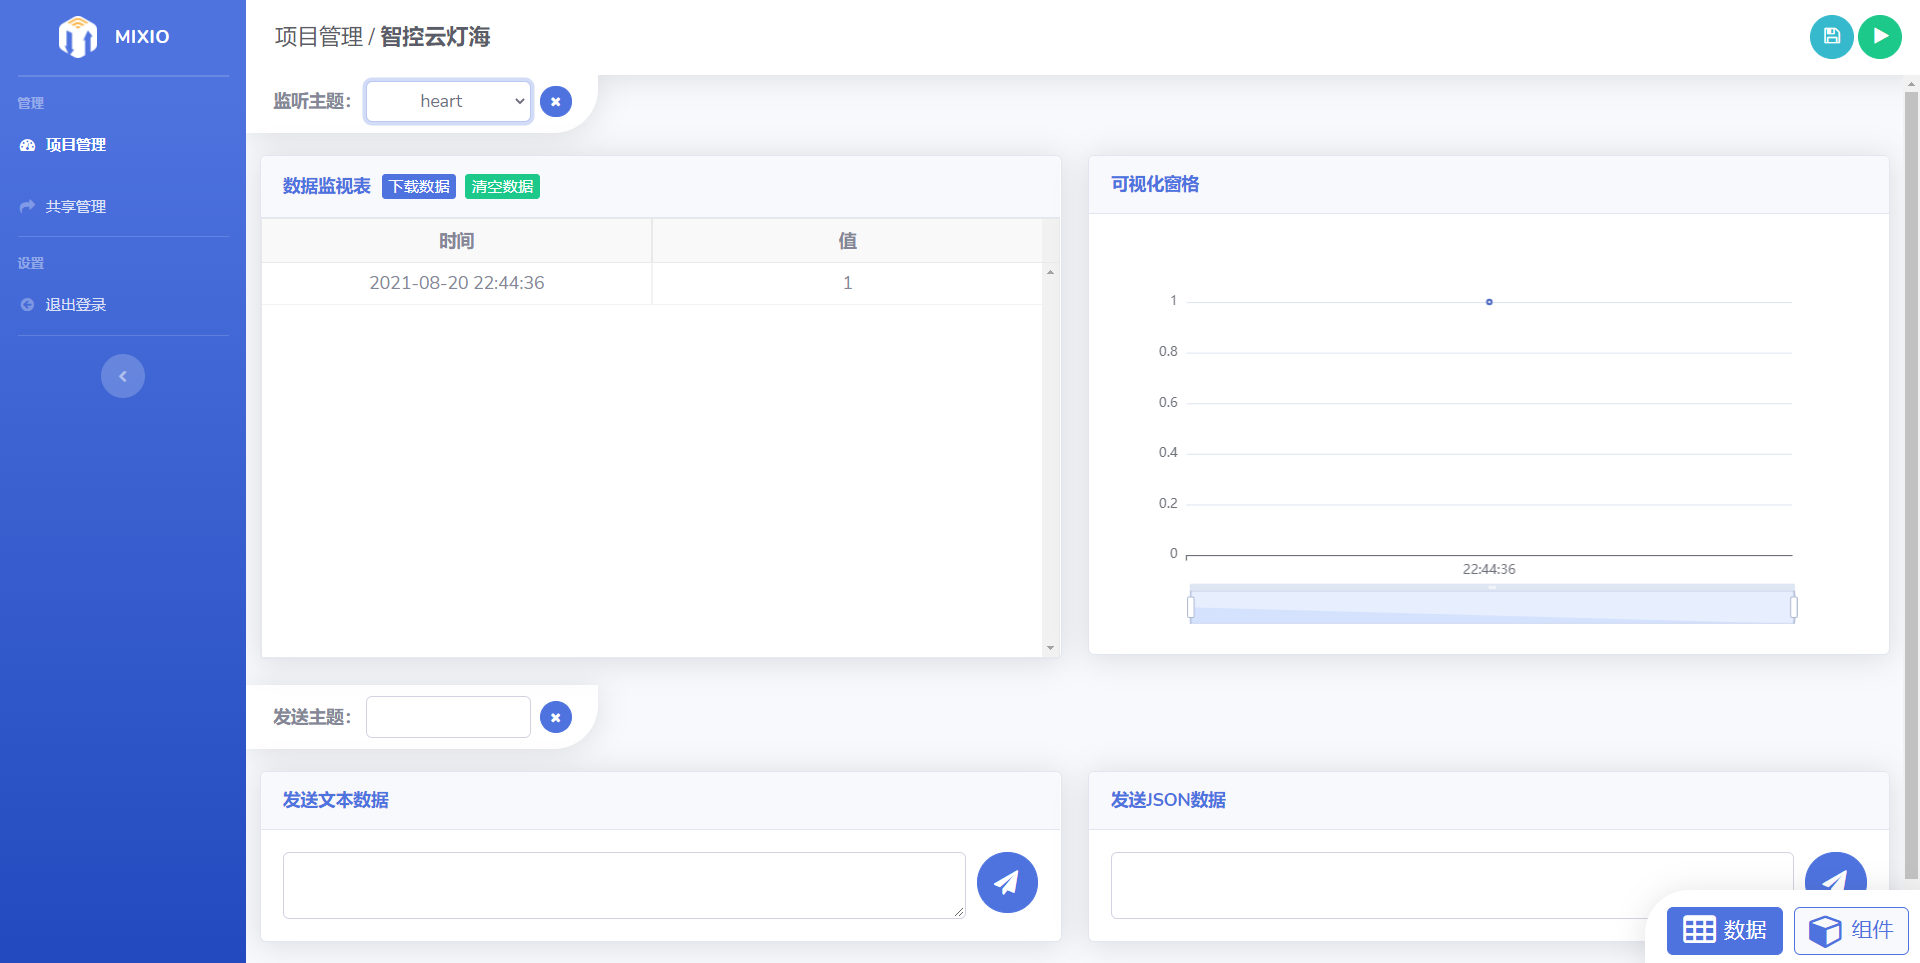 MIXIO
管理
项目管理
共享管理
设置
退出登录
项目管理 / 智控云灯海
监听主题： heart
数据监视表 下载数据 清空数据
时间 值
2021-08-20 22:44:36 1
可视化窗格
1
0.8
0.6
0.4
0.2
0
22:44:36
发送主题：
发送文本数据
发送JSON数据
数据 组件